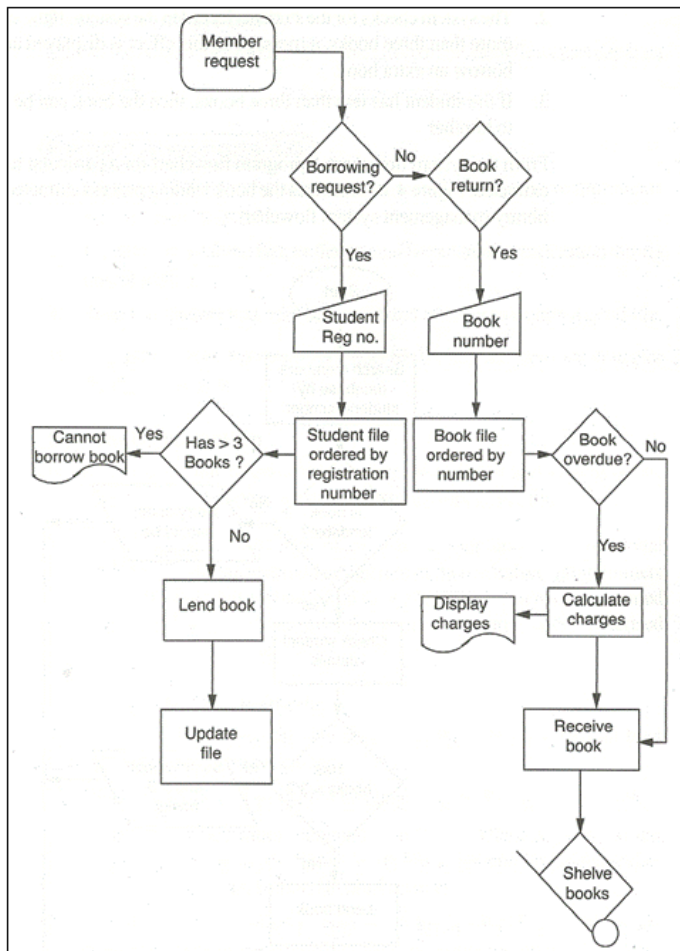 Member
request
Borrowing
request?
No
Book
return?
Yes
Yes
Student
Reg no.
Book
number
Cannot
borrow book
Yes
Has > 3
Books ?
Student file
ordered by
registration
number
Book file
ordered by
number
Book
overdue?
No
No
Yes
Lend book
Display
charges
Calculate
charges
Update
file
Receive
book
Shelve
books